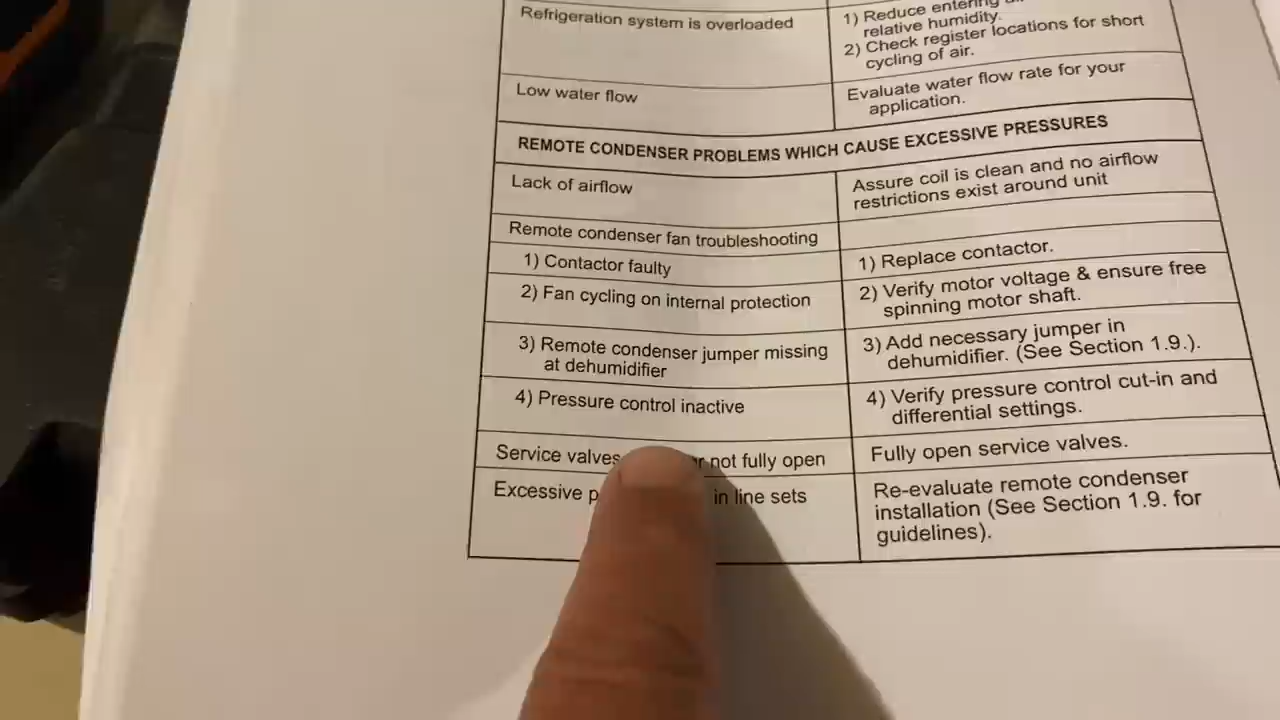 Refrigeration system is overloaded
1) Reduce entering
relative humidity.
2) Check register locations for short
cycling of air.
Low water flow
Evaluate water flow rate for your
application.
REMOTE CONDENSER PROBLEMS WHICH CAUSE EXCESSIVE PRESSURES
Lack of airflow
Assure coil is clean and no airflow
restrictions exist around unit
Remote condenser fan troubleshooting
1) Contactor faulty
1) Replace contactor.
2) Fan cycling on internal protection
2) Verify motor voltage & ensure free
spinning motor shaft.
3) Remote condenser jumper missing
at dehumidifier
3) Add necessary jumper in
dehumidifier. (See Section 1.9.).
4) Pressure control inactive
4) Verify pressure control cut-in and
differential settings.
Service valves not fully open
Fully open service valves.
Excessive in line sets
Re-evaluate remote condenser
installation (See Section 1.9. for
guidelines).